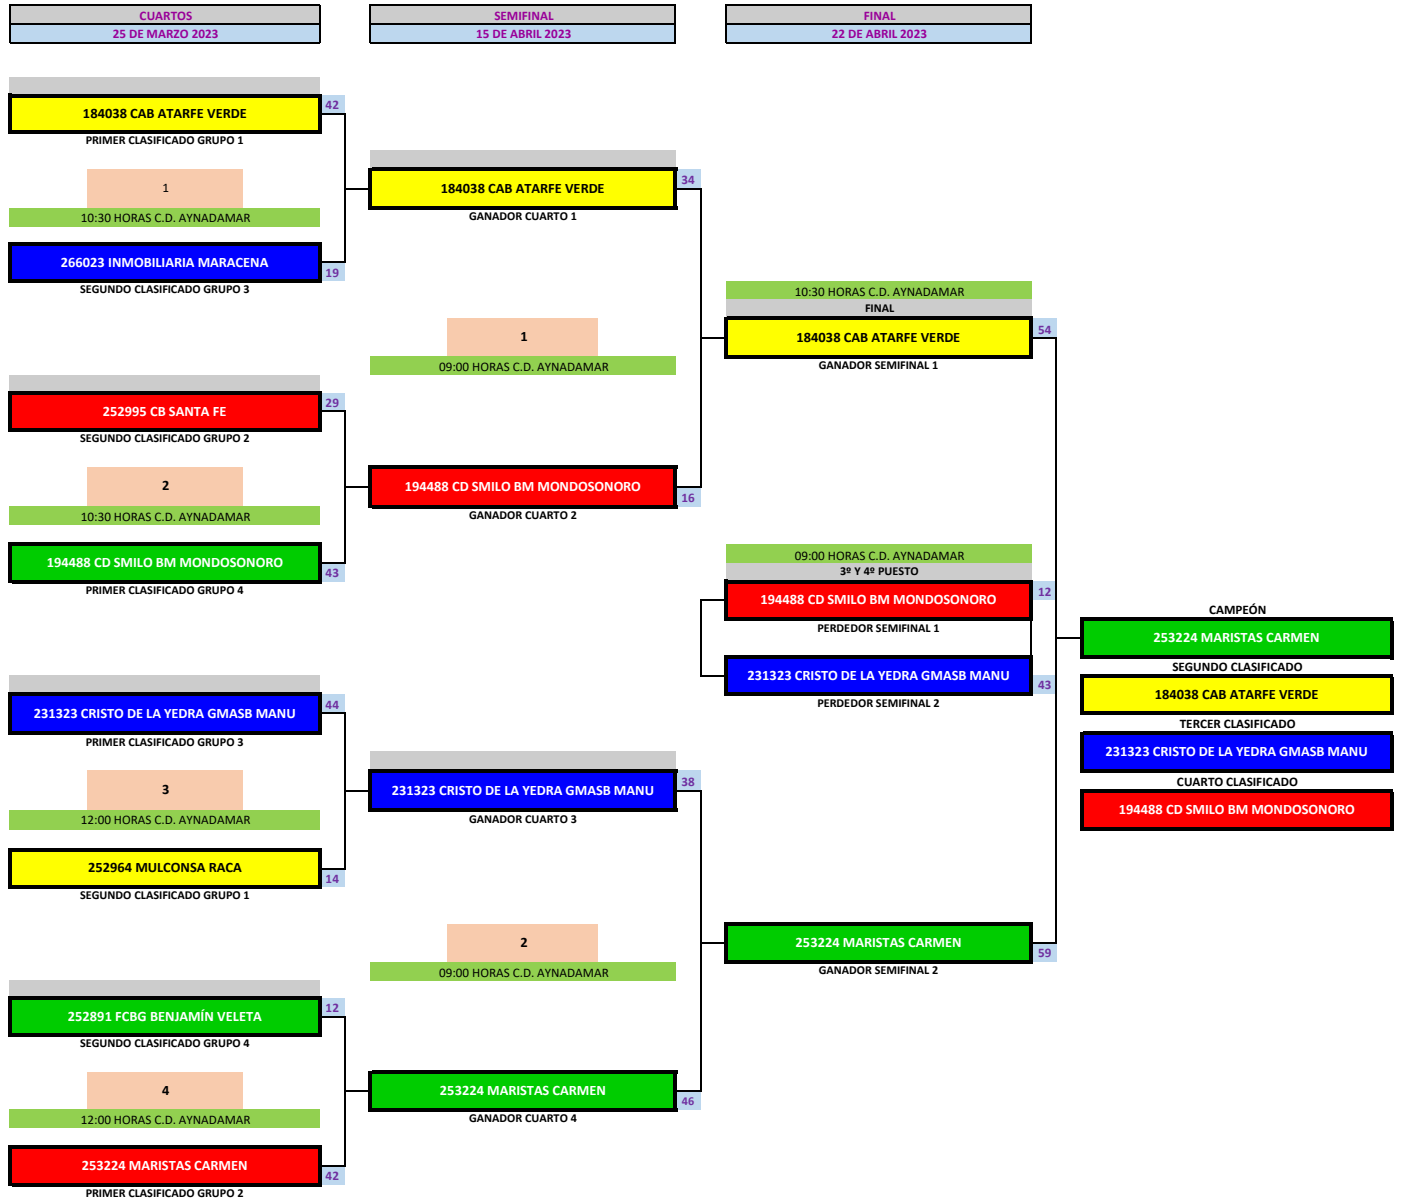 CUARTOS
25 DE MARZO 2023
SEMIFINAL
15 DE ABRIL 2023
FINAL
22 DE ABRIL 2023
184038 CAB ATARFE VERDE
42
PRIMER CLASIFICADO GRUPO 1
1
10:30 HORAS C.D. AYNADAMAR
266023 INMOBILIARIA MARACENA
19
SEGUNDO CLASIFICADO GRUPO 3
252995 CB SANTA FE
29
SEGUNDO CLASIFICADO GRUPO 2
2
10:30 HORAS C.D. AYNADAMAR
194488 CD SMILO BM MONDOSONORO
43
PRIMER CLASIFICADO GRUPO 4
231323 CRISTO DE LA YEDRA GMASB MANU
44
PRIMER CLASIFICADO GRUPO 3
3
12:00 HORAS C.D. AYNADAMAR
252964 MULCONSA RACA
14
SEGUNDO CLASIFICADO GRUPO 1
252891 FCBG BENJAMÍN VELETA
12
SEGUNDO CLASIFICADO GRUPO 4
4
12:00 HORAS C.D. AYNADAMAR
253224 MARISTAS CARMEN
42
PRIMER CLASIFICADO GRUPO 2
184038 CAB ATARFE VERDE
34
GANADOR CUARTO 1
1
09:00 HORAS C.D. AYNADAMAR
194488 CD SMILO BM MONDOSONORO
16
GANADOR CUARTO 2
231323 CRISTO DE LA YEDRA GMASB MANU
38
GANADOR CUARTO 3
2
09:00 HORAS C.D. AYNADAMAR
253224 MARISTAS CARMEN
46
GANADOR CUARTO 4
10:30 HORAS C.D. AYNADAMAR
FINAL
184038 CAB ATARFE VERDE
54
GANADOR SEMIFINAL 1
09:00 HORAS C.D. AYNADAMAR
3º Y 4º PUESTO
194488 CD SMILO BM MONDOSONORO
12
PERDEDOR SEMIFINAL 1
231323 CRISTO DE LA YEDRA GMASB MANU
43
PERDEDOR SEMIFINAL 2
253224 MARISTAS CARMEN
59
GANADOR SEMIFINAL 2
CAMPEÓN
253224 MARISTAS CARMEN
SEGUNDO CLASIFICADO
184038 CAB ATARFE VERDE
TERCER CLASIFICADO
231323 CRISTO DE LA YEDRA GMASB MANU
CUARTO CLASIFICADO
194488 CD SMILO BM MONDOSONORO